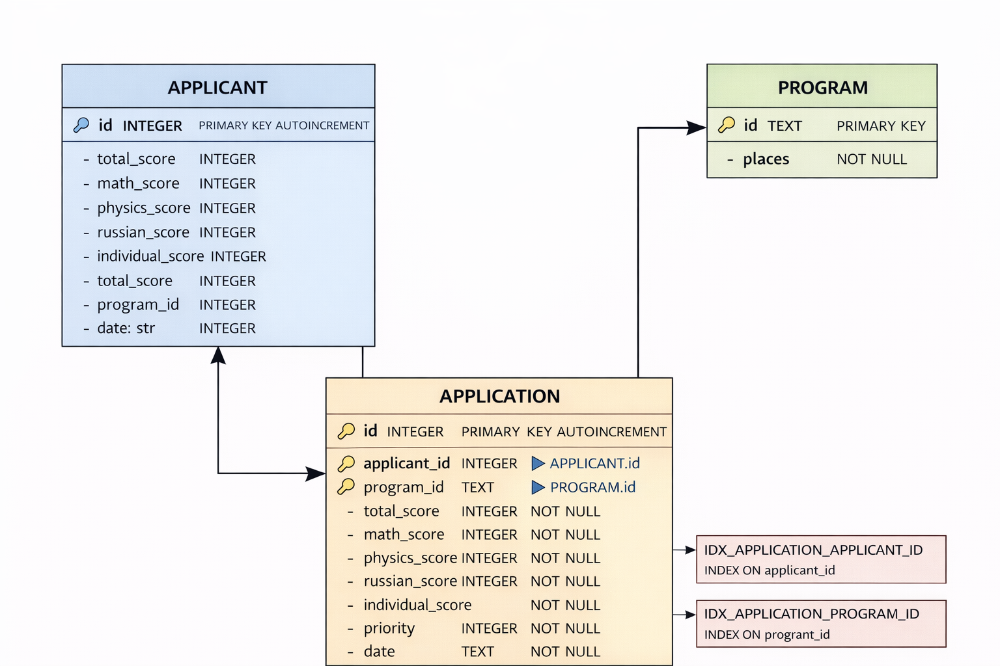 APPLICANT
id INTEGER PRIMARY KEY AUTOINCREMENT
- total_score INTEGER
- math_score INTEGER
- physics_score INTEGER
- russian_score INTEGER
- individual_score INTEGER
- total_score INTEGER
- program_id INTEGER
- date: str INTEGER
PROGRAM
id TEXT PRIMARY KEY
- places NOT NULL
APPLICATION
id INTEGER PRIMARY KEY AUTOINCREMENT
applicant_id INTEGER ▶ APPLICANT.id
program_id TEXT ▶ PROGRAM.id
- total_score INTEGER NOT NULL
- math_score INTEGER NOT NULL
- physics_score INTEGER NOT NULL
- russian_score INTEGER NOT NULL
- individual_score NOT NULL
- priority INTEGER NOT NULL
- date TEXT NOT NULL
IDX_APPLICATION_APPLICANT_ID
INDEX ON applicant_id
IDX_APPLICATION_PROGRAM_ID
INDEX ON progrant_id